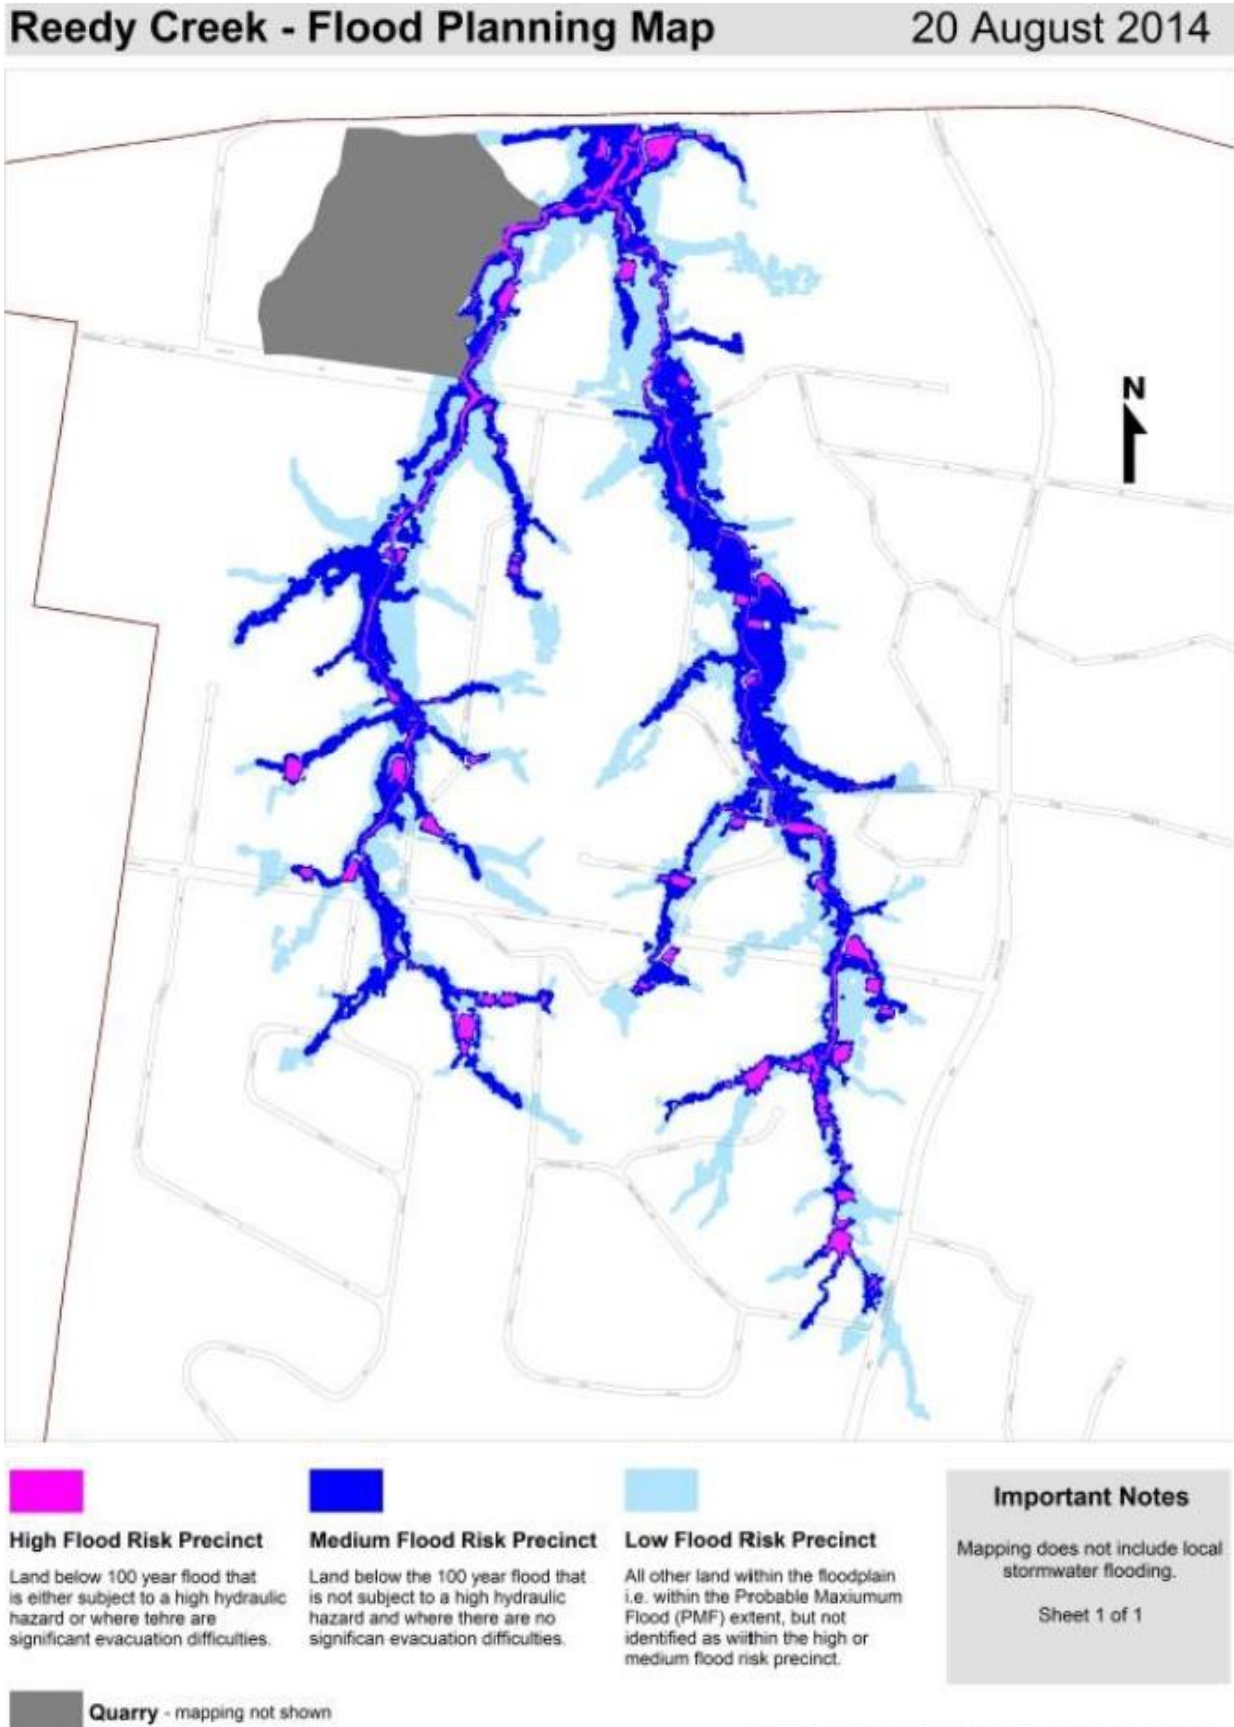 Reedy Creek - Flood Planning Map
20 August 2014
N
High Flood Risk Precinct
Land below 100 year flood that
is either subject to a high hydraulic
hazard or where tehre are
significant evacuation difficulties.
Medium Flood Risk Precinct
Land below the 100 year flood that
is not subject to a high hydraulic
hazard and where there are no
significan evacuation difficulties.
Low Flood Risk Precinct
All other land within the floodplain
i.e. within the Probable Maxiumum
Flood (PMF) extent, but not
identified as wiithin the high or
medium flood risk precinct.
Important Notes
Mapping does not include local
stormwater flooding.
Sheet 1 of 1
Quarry - mapping not shown